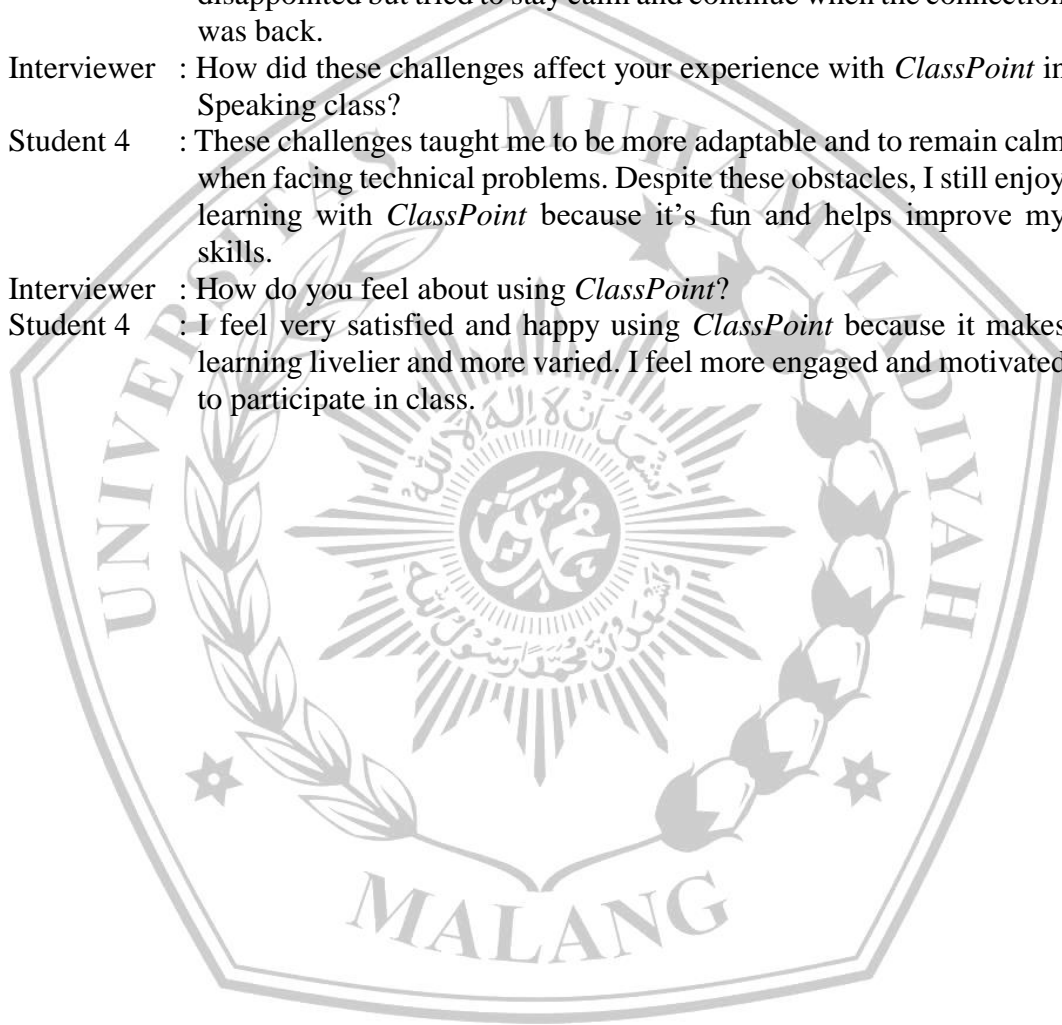 disappointed but tried to stay calm and continue when the connection
was back.
Interviewer : How did these challenges affect your experience with ClassPoint in
Speaking class?
Student 4 : These challenges taught me to be more adaptable and to remain calm
when facing technical problems. Despite these obstacles, I still enjoy
learning with ClassPoint because it’s fun and helps improve my
skills.
Interviewer : How do you feel about using ClassPoint?
Student 4 : I feel very satisfied and happy using ClassPoint because it makes
learning livelier and more varied. I feel more engaged and motivated
to participate in class.
UNIVERSITAS MUHAMMADIYAH
MALANG